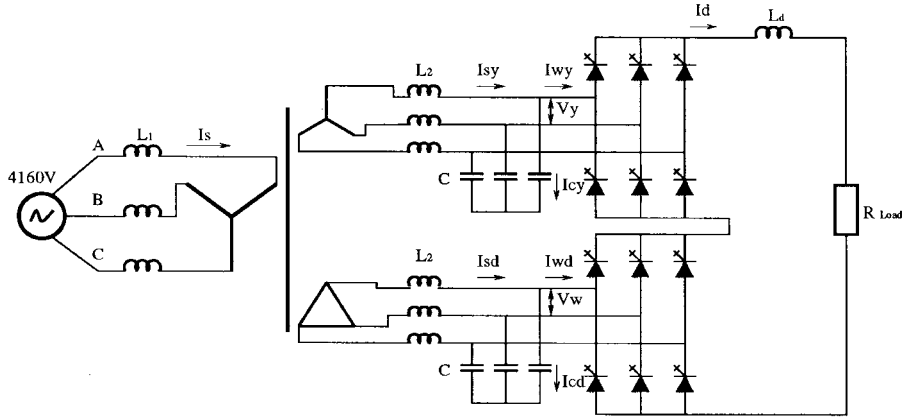 Id
Ld
L2
Isy
Iwy
Vy
L1
Is
A
4160V
B
C
C
Icy
R Load
L2
Isd
Iwd
Vw
C
Icd